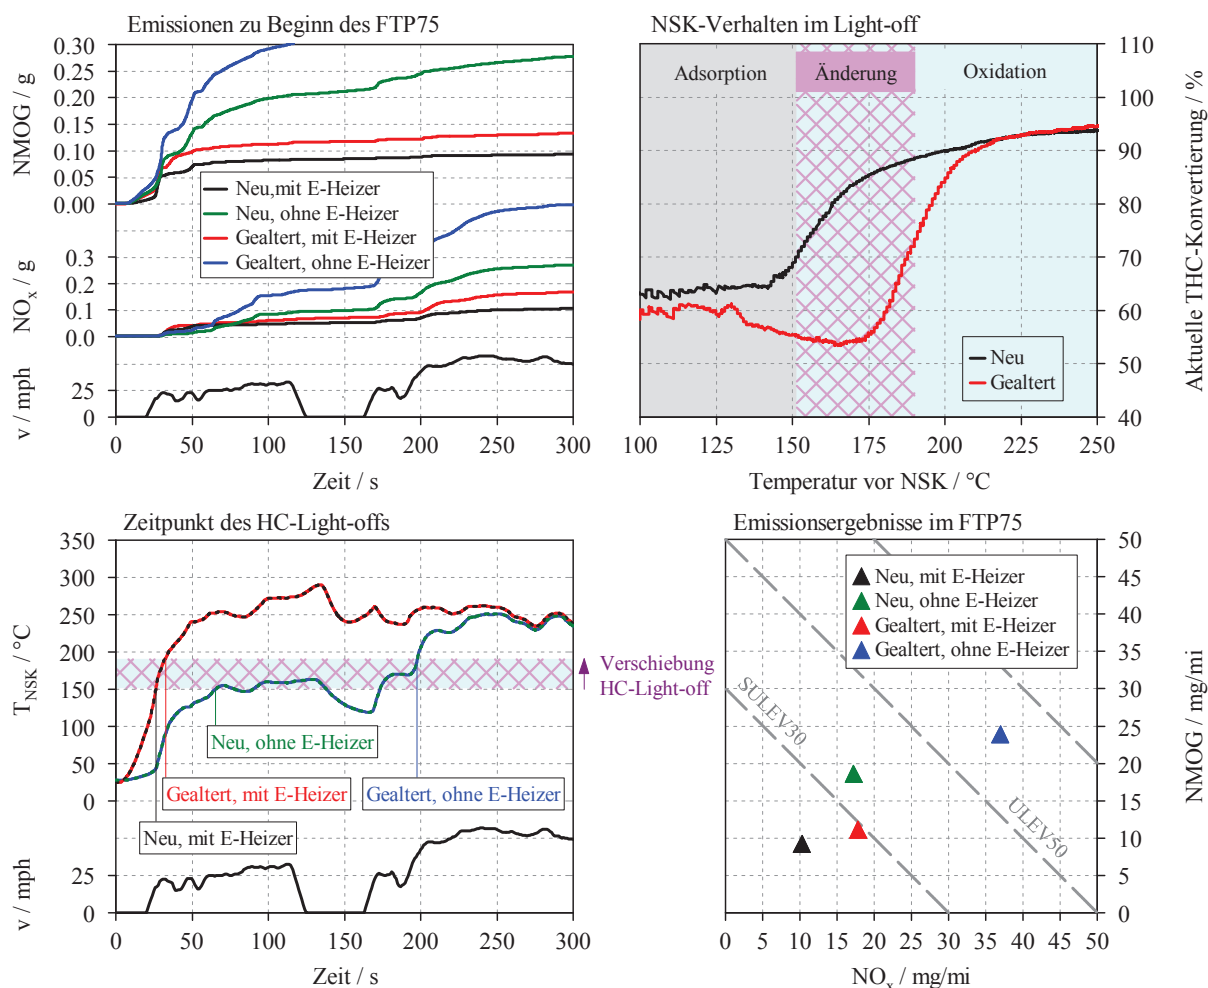 Emissionen zu Beginn des FTP75
NMOG / g
0.30
0.25
0.20
0.15
0.10
0.05
0.00
Neu, mit E-Heizer
Neu, ohne E-Heizer
Gealtert, mit E-Heizer
Gealtert, ohne E-Heizer
NOx / g
0.3
0.2
0.1
0.0
v / mph
25
0
0 50 100 150 200 250 300
Zeit / s
NSK-Verhalten im Light-off
Adsorption Änderung Oxidation
110
100
90
80
70
60
50
40
Aktuelle THC-Konvertierung / %
Neu
Gealtert
100 125 150 175 200 225 250
Temperatur vor NSK / °C
Zeitpunkt des HC-Light-offs
TNSK / °C
350
300
250
200
150
100
50
0
Verschiebung
HC-Light-off
Neu, ohne E-Heizer
Gealtert, mit E-Heizer
Gealtert, ohne E-Heizer
Neu, mit E-Heizer
v / mph
25
0
0 50 100 150 200 250 300
Zeit / s
Emissionsergebnisse im FTP75
Neu, mit E-Heizer
Neu, ohne E-Heizer
Gealtert, mit E-Heizer
Gealtert, ohne E-Heizer
SULEV30
ULEV50
50
45
40
35
30
25
20
15
10
5
0
NMOG / mg/mi
0 5 10 15 20 25 30 35 40 45 50
NOx / mg/mi